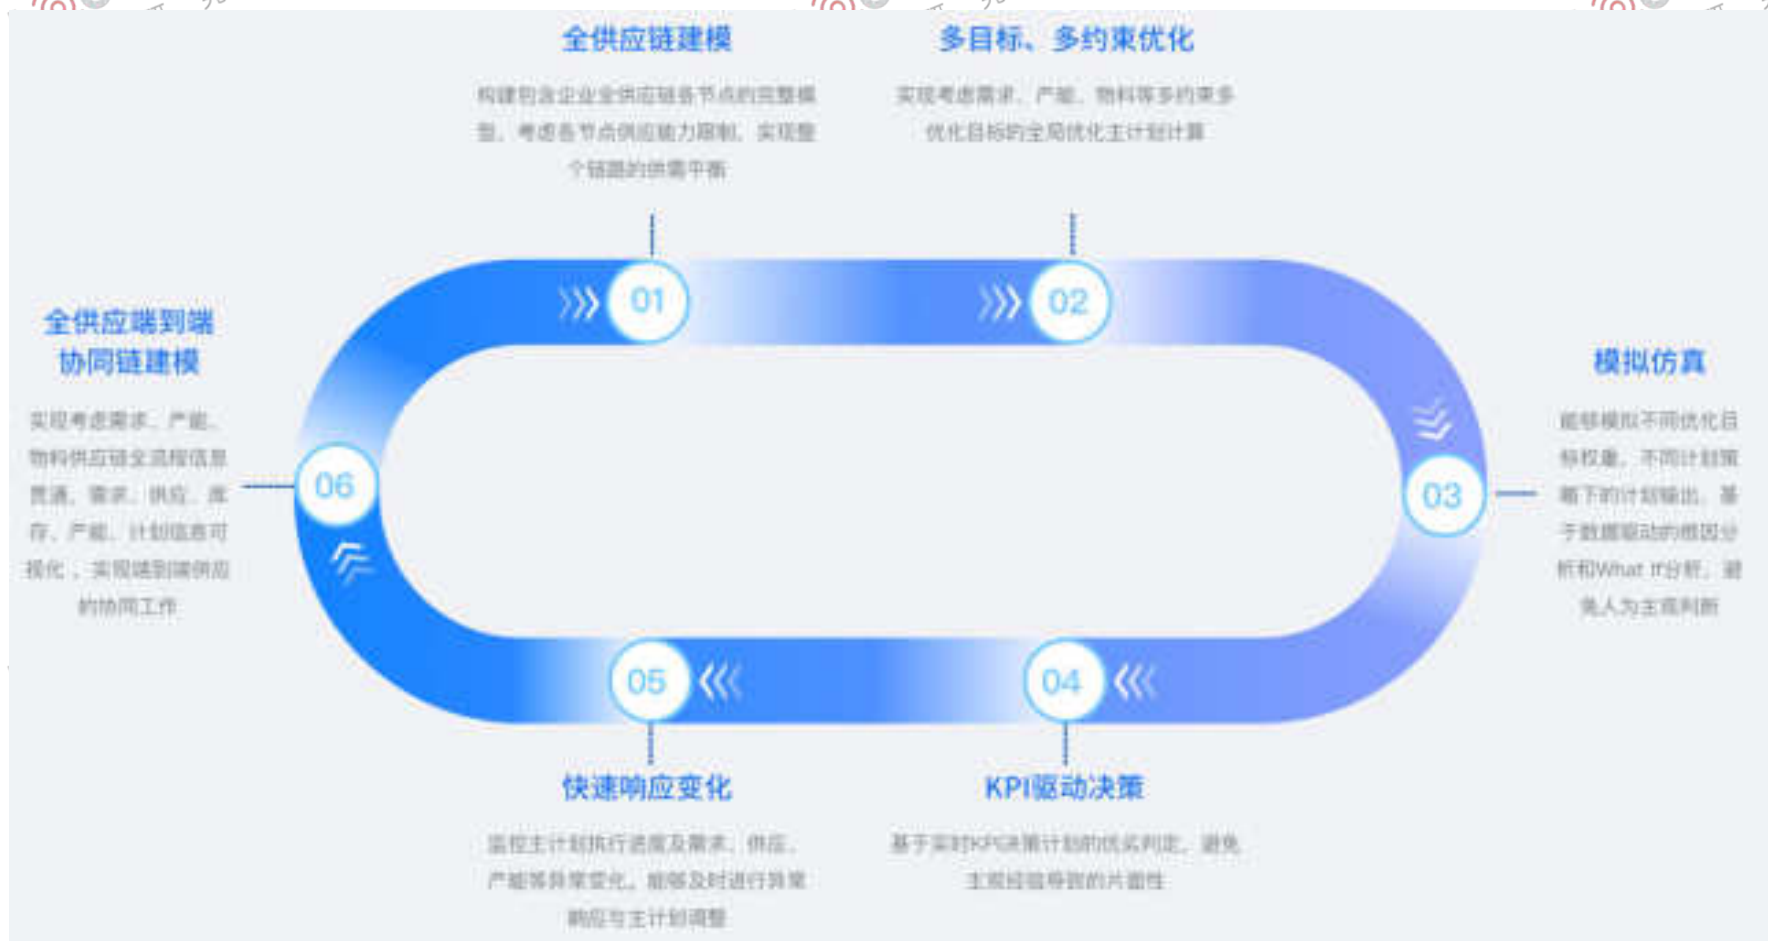 全供应链建模
构建包含企业全供应链各节点的完整模
型，考虑各节点供应能力限制，实现整
个链路的供需平衡
01
多目标、多约束优化
实现考虑需求、产能、物料等多约束多
优化目标的全局优化主计划计算
02
模拟仿真
能够模拟不同优化目
标权重，不同计划策
略下的计划输出，基
于数据驱动的根因分
析和What If分析，避
免人为主观判断
03
KPI驱动决策
基于实时KPI决策计划的优劣判定，避免
主观经验导致的片面性
04
快速响应变化
监控主计划执行进度及需求、供应、
产能等异常变化，能够及时进行异常
响应与主计划调整
05
全供应端到端
协同链建模
实现考虑需求、产能、
物料供应链全流程信息
贯通，需求、供应、库
存、产能、计划信息可
视化，实现端到端供应
的协同工作
06